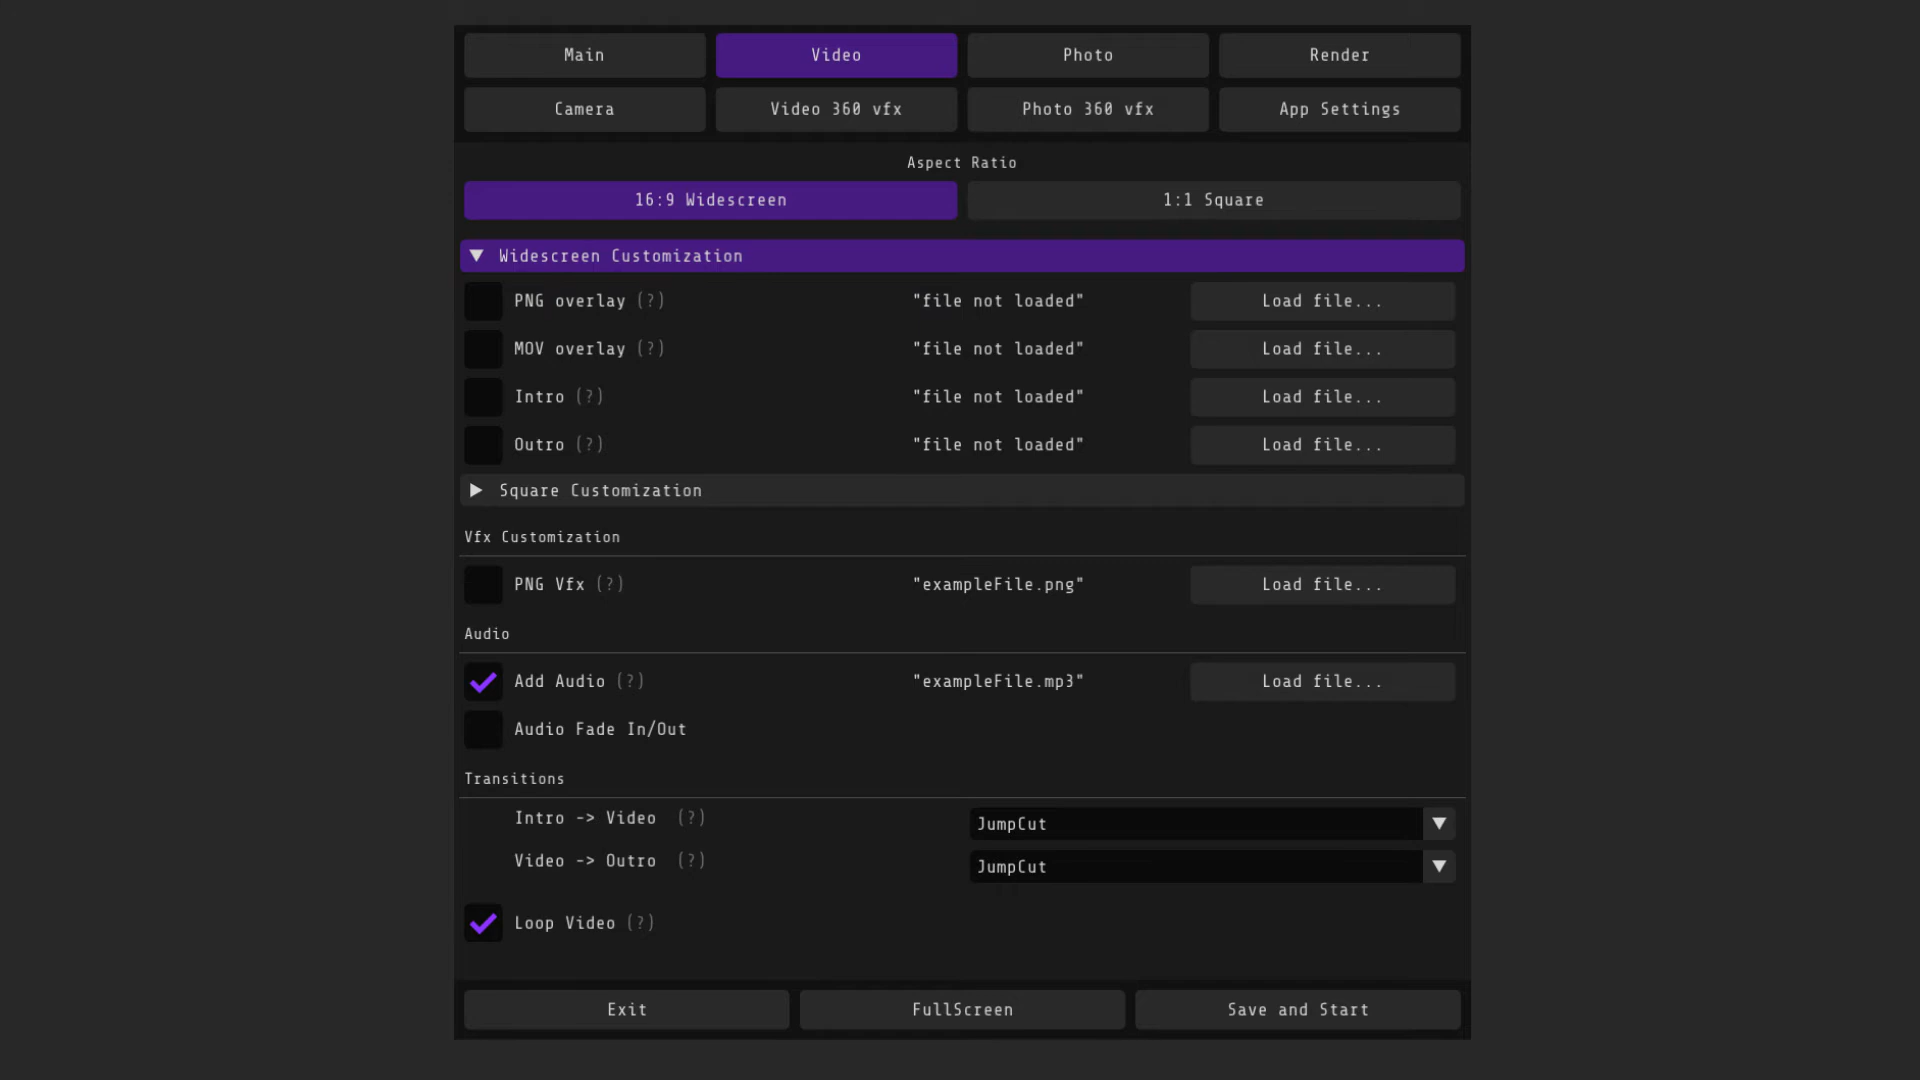 Main Video Photo Render
Camera Video 360 vfx Photo 360 vfx App Settings
Aspect Ratio
16:9 Widescreen 1:1 Square
Widescreen Customization
PNG overlay (?) "file not loaded" Load file...
MOV overlay (?) "file not loaded" Load file...
Intro (?) "file not loaded" Load file...
Outro (?) "file not loaded" Load file...
Square Customization
Vfx Customization
PNG Vfx (?) "exampleFile.png" Load file...
Audio
Add Audio (?) "exampleFile.mp3" Load file...
Audio Fade In/Out
Transitions
Intro -> Video (?) JumpCut
Video -> Outro (?) JumpCut
Loop Video (?)
Exit FullScreen Save and Start